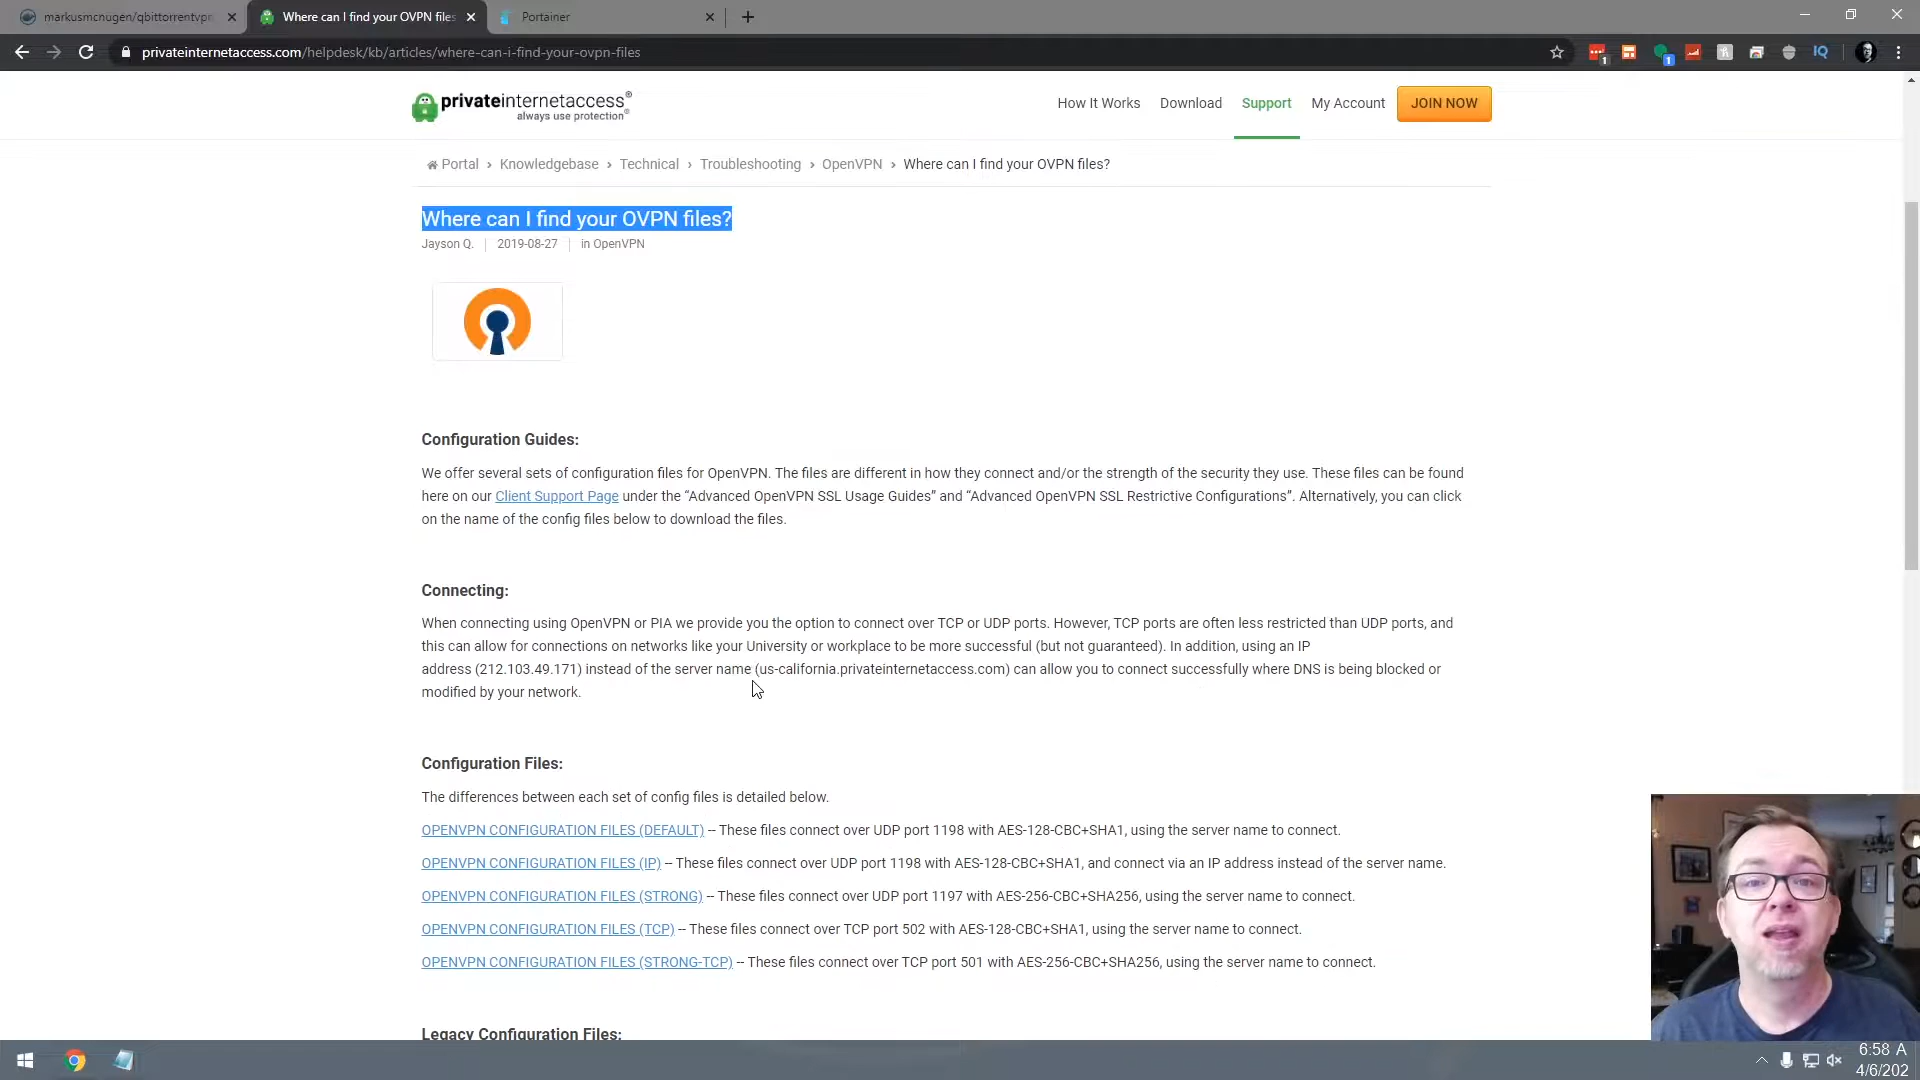 markusmcnugen/qbittorrentvpn
Where can I find your OVPN files
Portainer
privateinternetaccess.com/helpdesk/kb/articles/where-can-i-find-your-ovpn-files
1
1
IQ
privateinternetaccess®
always use protection®
How It Works
Download
Support
My Account
JOIN NOW
Portal › Knowledgebase › Technical › Troubleshooting › OpenVPN › Where can I find your OVPN files?
Where can I find your OVPN files?
Jayson Q. | 2019-08-27 | in OpenVPN
Configuration Guides:
We offer several sets of configuration files for OpenVPN. The files are different in how they connect and/or the strength of the security they use. These files can be found
here on our Client Support Page under the “Advanced OpenVPN SSL Usage Guides” and “Advanced OpenVPN SSL Restrictive Configurations”. Alternatively, you can click
on the name of the config files below to download the files.
Connecting:
When connecting using OpenVPN or PIA we provide you the option to connect over TCP or UDP ports. However, TCP ports are often less restricted than UDP ports, and
this can allow for connections on networks like your University or workplace to be more successful (but not guaranteed). In addition, using an IP
address (212.103.49.171) instead of the server name (us-california.privateinternetaccess.com) can allow you to connect successfully where DNS is being blocked or
modified by your network.
Configuration Files:
The differences between each set of config files is detailed below.
OPENVPN CONFIGURATION FILES (DEFAULT) -- These files connect over UDP port 1198 with AES-128-CBC+SHA1, using the server name to connect.
OPENVPN CONFIGURATION FILES (IP) -- These files connect over UDP port 1198 with AES-128-CBC+SHA1, and connect via an IP address instead of the server name.
OPENVPN CONFIGURATION FILES (STRONG) -- These files connect over UDP port 1197 with AES-256-CBC+SHA256, using the server name to connect.
OPENVPN CONFIGURATION FILES (TCP) -- These files connect over TCP port 502 with AES-128-CBC+SHA1, using the server name to connect.
OPENVPN CONFIGURATION FILES (STRONG-TCP) -- These files connect over TCP port 501 with AES-256-CBC+SHA256, using the server name to connect.
Legacy Configuration Files:
6:58 A
4/6/202